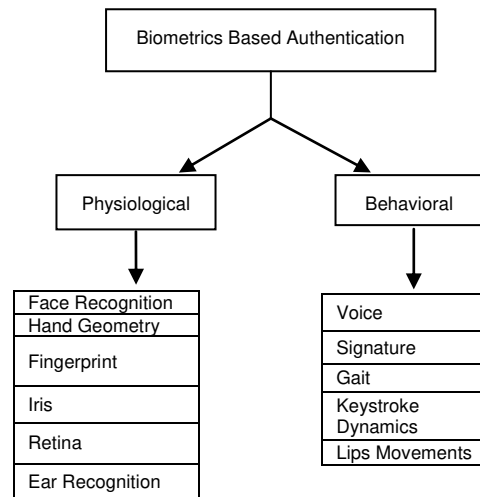 Biometrics Based Authentication
Physiological
Behavioral
Face Recognition
Hand Geometry
Fingerprint
Iris
Retina
Ear Recognition
Voice
Signature
Gait
Keystroke
Dynamics
Lips Movements